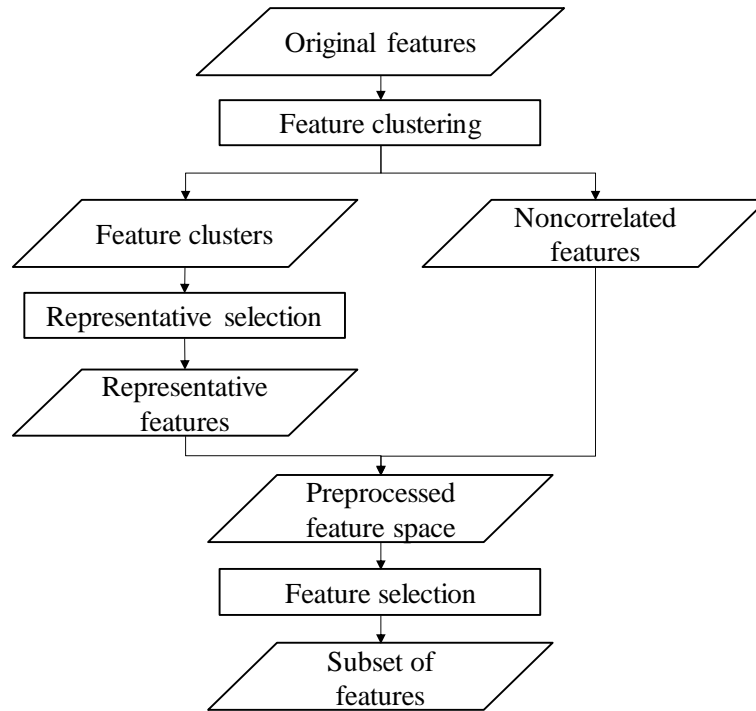 Original features
Feature clustering
Feature clusters
Noncorrelated
features
Representative selection
Representative
features
Preprocessed
feature space
Feature selection
Subset of
features